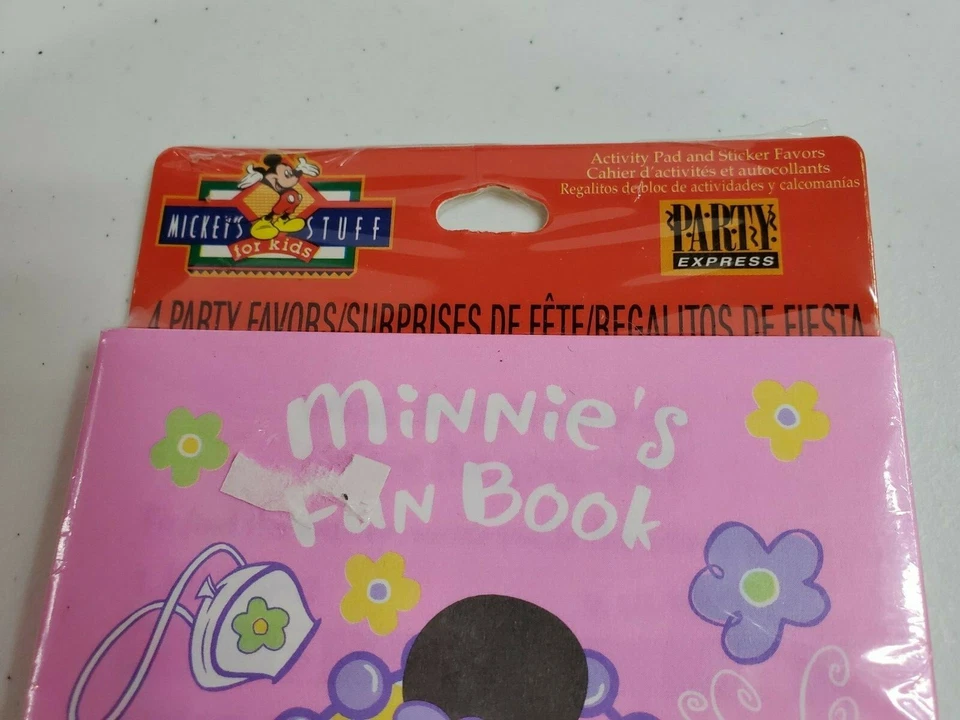 Activity Pad and Sticker Favors
Cahier d'activités et autocollants
Regalitos de bloc de actividades y calcomanías
MICKEY'S STUFF
for kids
PARTY
EXPRESS
4 PARTY FAVORS/SURPRISES DE FÊTE/REGALITOS DE FIESTA
MiNNie's
FUN BOOk